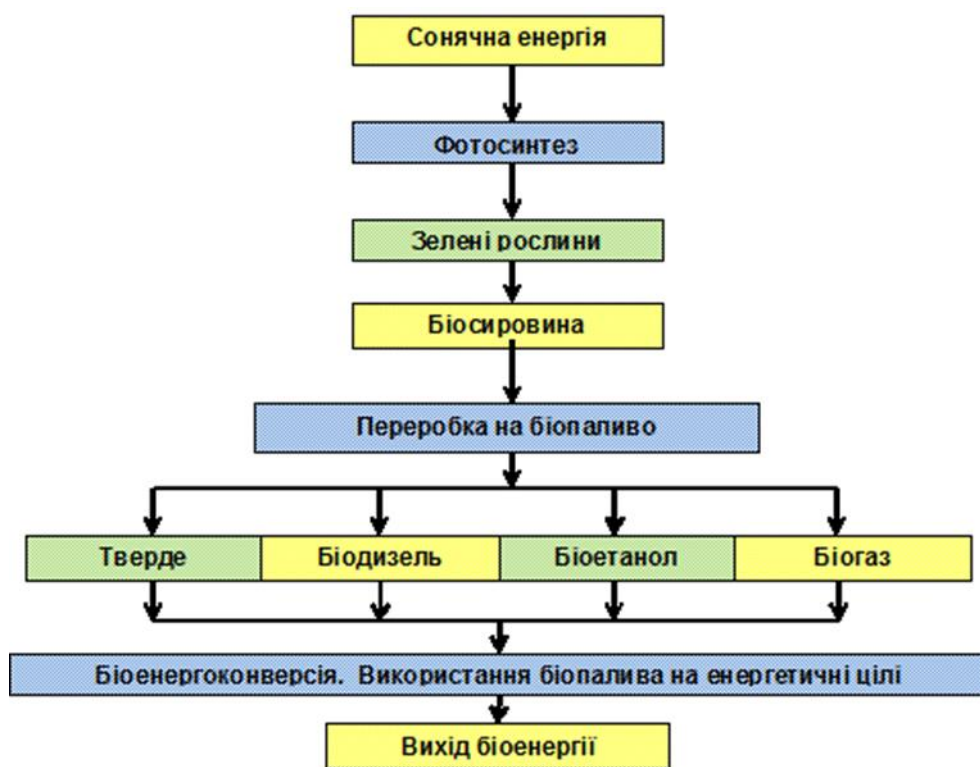 Сонячна енергія
Фотосинтез
Зелені рослини
Біосировина
Переробка на біопаливо
Тверде
Біодизель
Біоетанол
Біогаз
Біоенергоконверсія. Використання біопалива на енергетичні цілі
Вихід біоенергії